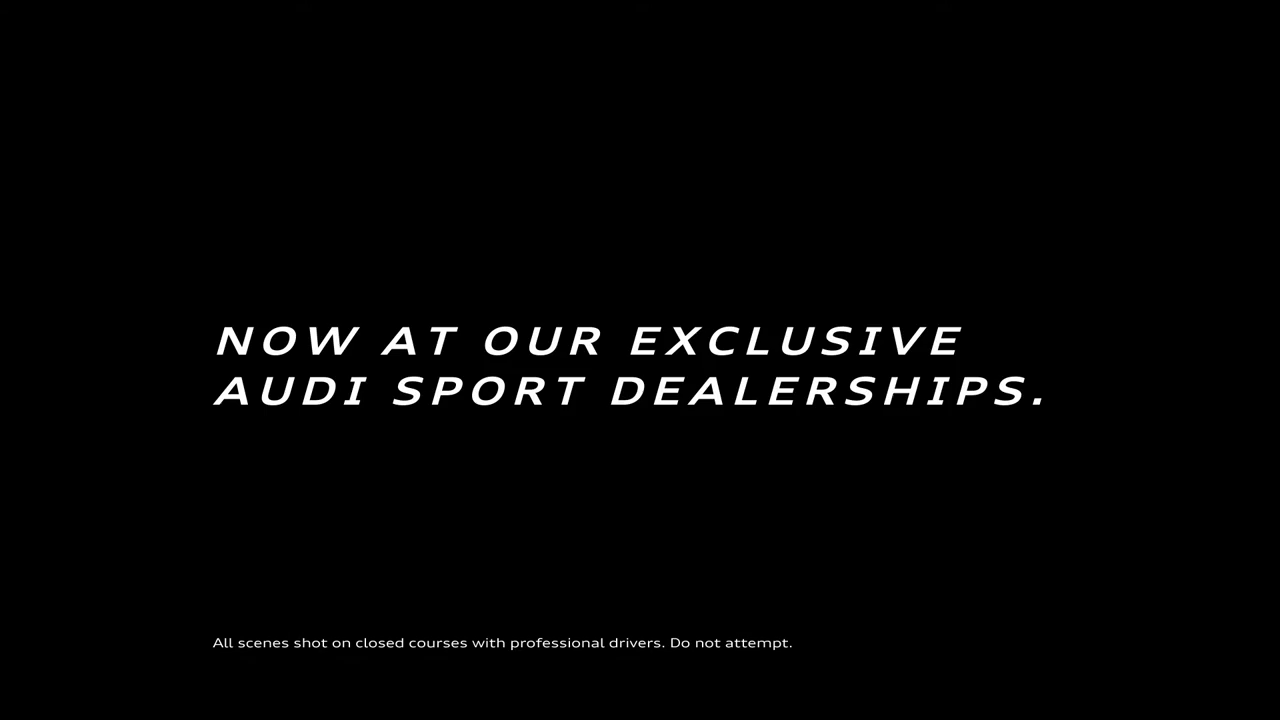 NOW AT OUR EXCLUSIVE
AUDI SPORT DEALERSHIPS.
All scenes shot on closed courses with professional drivers. Do not attempt.